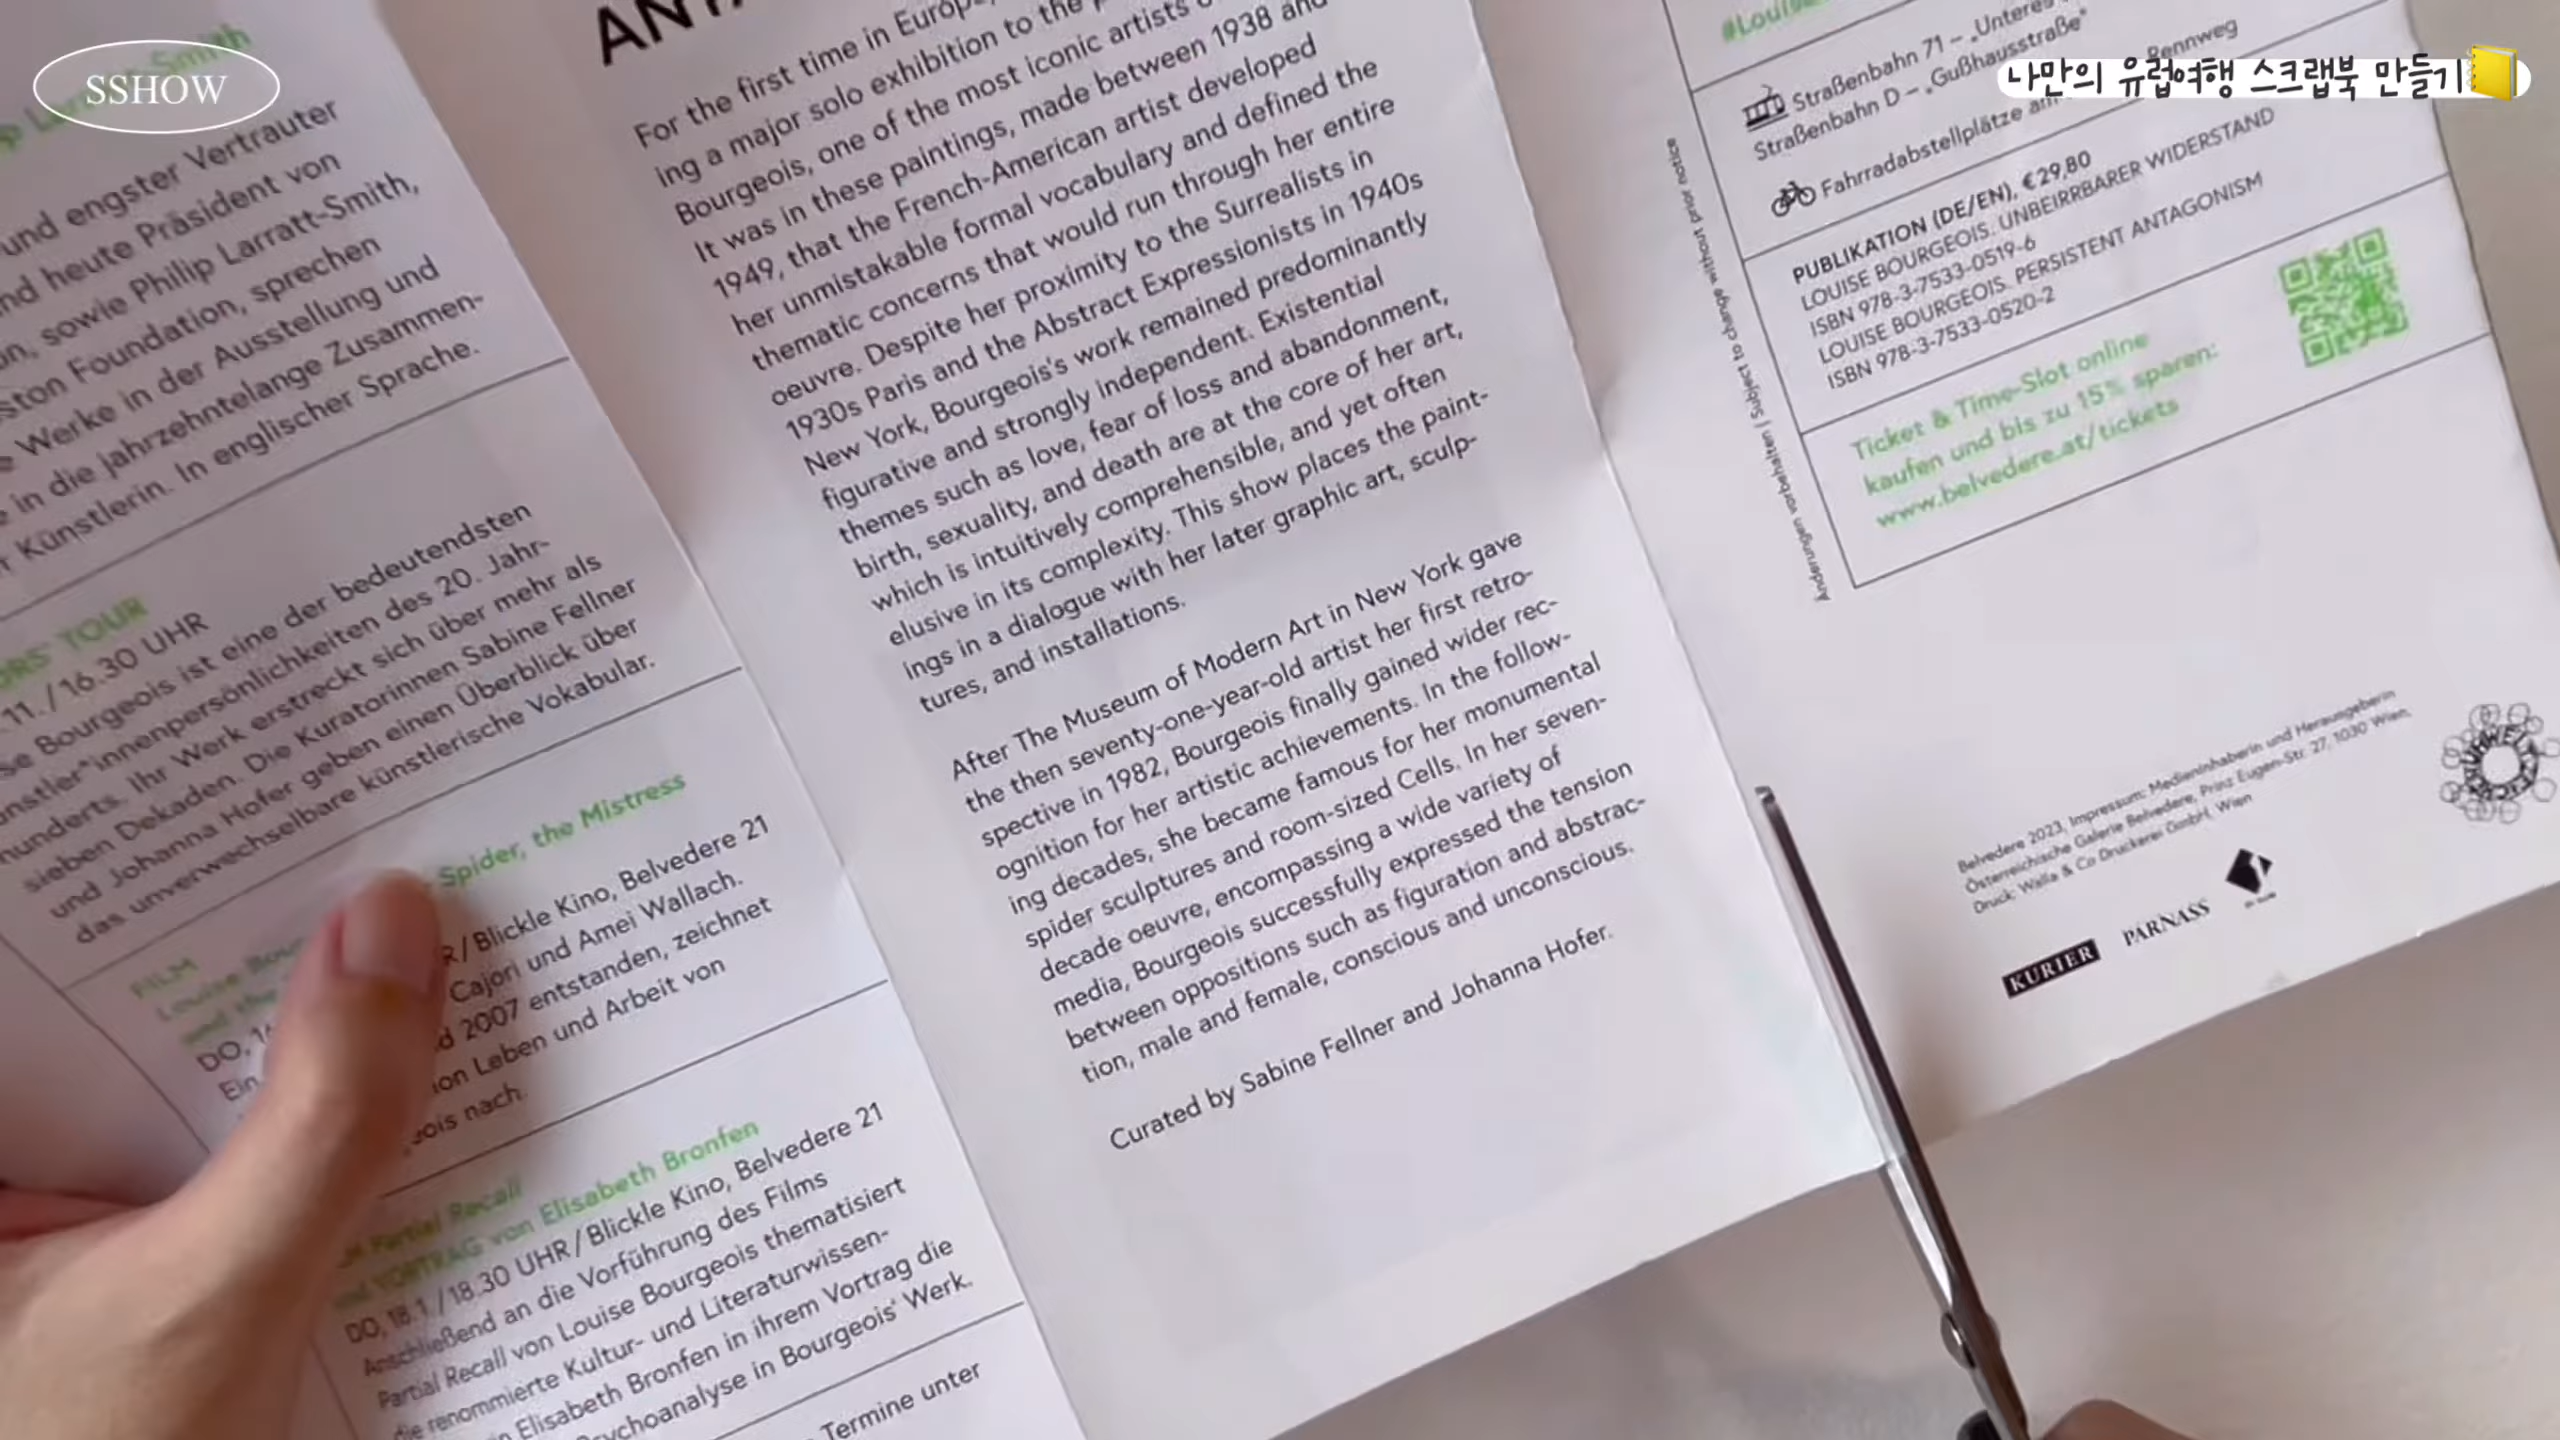 SSHOW
나만의 유럽여행 스크랩북 만들기
und engster Vertrauter
nd heute Präsident von
sowie Philip Larratt-Smith,
ston Foundation, sprechen
Werke in der Ausstellung und
in die jahrzehntelange Zusammen-
Künstlerin. In englischer Sprache.
TOUR
11. / 16.30 UHR
se Bourgeois ist eine der bedeutendsten
nstler*innenpersönlichkeiten des 20. Jahr-
hunderts. Ihr Werk erstreckt sich über mehr als
sieben Dekaden. Die Kuratorinnen Sabine Fellner
und Johanna Hofer geben einen Überblick über
das unverwechselbare künstlerische Vokabular.
FILM
Louise
Spider, the Mistress
and the
DO,
R / Blickle Kino, Belvedere 21
Ein
Cajori und Amei Wallach.
2007 entstanden, zeichnet
Leben und Arbeit von
nach.
Partial Recall
VORTRAG von Elisabeth Bronfen
DO, 18.1. / 18.30 UHR / Blickle Kino, Belvedere 21
Anschließend an die Vorführung des Films
Partial Recall von Louise Bourgeois thematisiert
die renommierte Kultur- und Literaturwissen-
Elisabeth Bronfen in ihrem Vortrag die
Psychoanalyse in Bourgeois' Werk.
Termine unter
For the first time in Europe,
ing a major solo exhibition to the
Bourgeois, one of the most iconic artists
It was in these paintings, made between 1938 and
1949, that the French-American artist developed
her unmistakable formal vocabulary and defined the
thematic concerns that would run through her entire
oeuvre. Despite her proximity to the Surrealists in
1930s Paris and the Abstract Expressionists in 1940s
New York, Bourgeois's work remained predominantly
figurative and strongly independent. Existential
themes such as love, fear of loss and abandonment,
birth, sexuality, and death are at the core of her art,
which is intuitively comprehensible, and yet often
elusive in its complexity. This show places the paint-
ings in a dialogue with her later graphic art, sculp-
tures, and installations.
After The Museum of Modern Art in New York gave
the then seventy-one-year-old artist her first retro-
spective in 1982, Bourgeois finally gained wider rec-
ognition for her artistic achievements. In the follow-
ing decades, she became famous for her monumental
spider sculptures and room-sized Cells. In her seven-
decade oeuvre, encompassing a wide variety of
media, Bourgeois successfully expressed the tension
between oppositions such as figuration and abstrac-
tion, male and female, conscious and unconscious.
Curated by Sabine Fellner and Johanna Hofer.
Änderungen vorbehalten | Subject to change without prior notice
Straßenbahn 71 – „Unteres
Straßenbahn D – „Gußhausstraße"
Fahrradabstellplätze am Rennweg
PUBLIKATION (DE/EN), € 29,80
LOUISE BOURGEOIS. UNBEIRRBARER WIDERSTAND
ISBN 978-3-7533-0519-6
LOUISE BOURGEOIS. PERSISTENT ANTAGONISM
ISBN 978-3-7533-0520-2
Ticket & Time-Slot online
kaufen und bis zu 15% sparen:
www.belvedere.at/tickets
Belvedere 2023, Impressum: Medieninhaberin und Herausgeberin
Österreichische Galerie Belvedere, Prinz Eugen-Str. 27, 1030 Wien,
Druck: Walla & Co Druckerei GmbH, Wien
KURIER
PARNASS